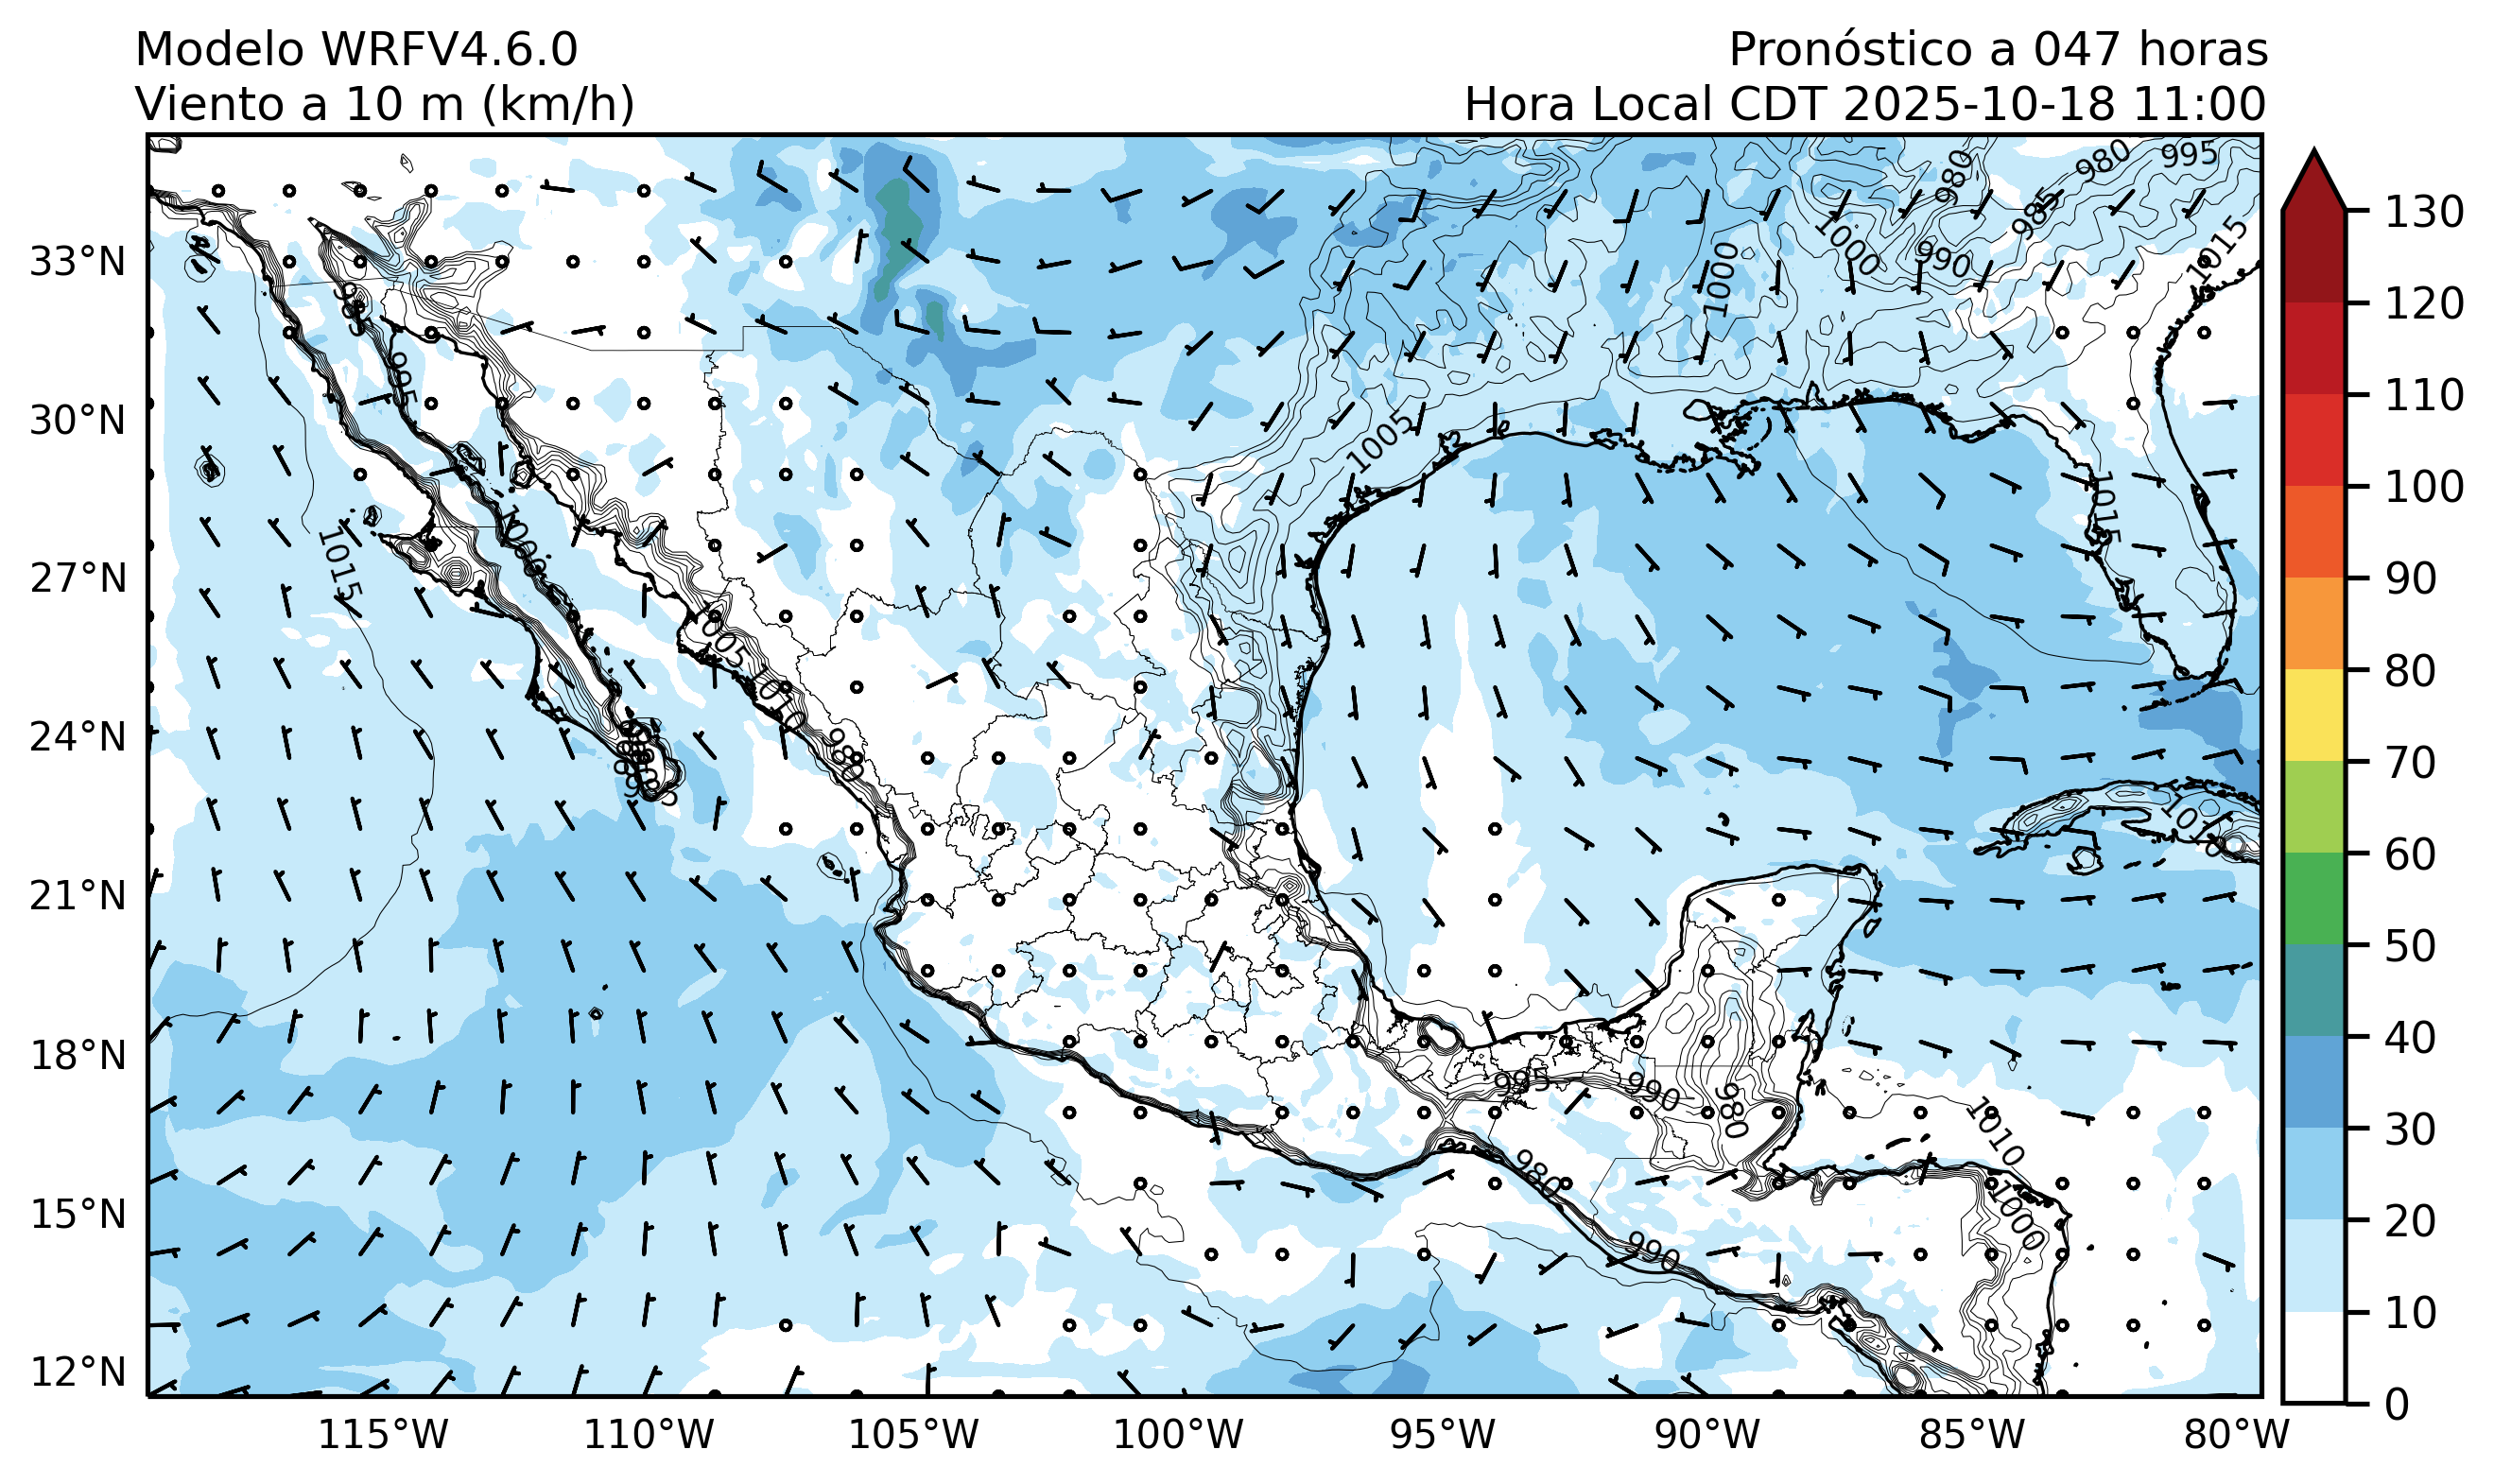 Modelo WRFV4.6.0
Pronóstico a 047 horas
Viento a 10 m (km/h)
Hora Local CDT 2025-10-18 11:00
33°N
30°N
27°N
24°N
21°N
18°N
15°N
12°N
115°W
110°W
105°W
100°W
95°W
90°W
85°W
80°W
130
120
110
100
90
80
70
60
50
40
30
20
10
0
980
995
980
985
1000
990
1015
1000
1005
995
1015
1015
1000
1005
1010
980
995
990
980
1010
980
1000
990